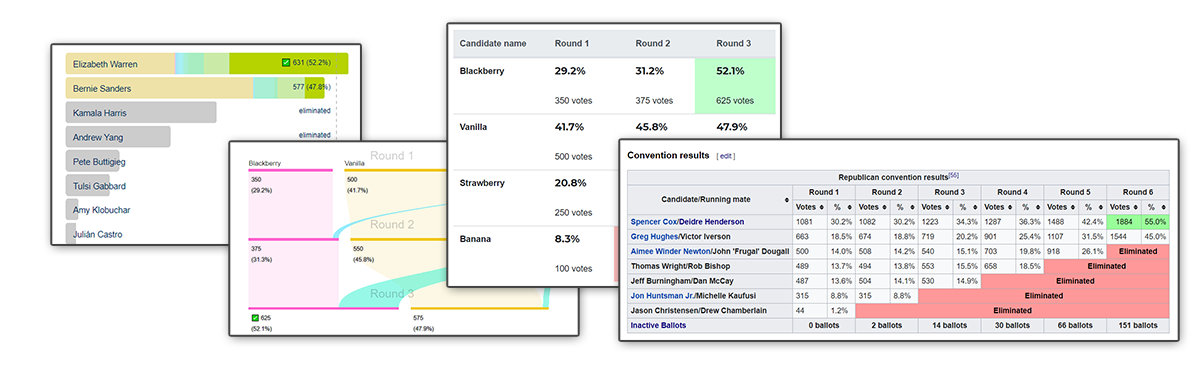 Elizabeth Warren ✅ 631 (52.2%)
Bernie Sanders 577 (47.8%)
Kamala Harris eliminated
Andrew Yang eliminated
Pete Buttigieg
Tulsi Gabbard
Amy Klobuchar
Julián Castro
Blackberry Vanilla
Round 1
350 500
(29.2%) (41.7%)
Round 2
375 550
(31.3%) (45.8%)
Round 3
✅ 625 575
(52.1%) (47.9%)
Candidate name Round 1 Round 2 Round 3
Blackberry 29.2% 31.2% 52.1%
350 votes 375 votes 625 votes
Vanilla 41.7% 45.8% 47.9%
500 votes
Strawberry 20.8%
250 votes
Banana 8.3%
100 votes
Convention results [ edit ]
Republican convention results[55]
Candidate/Running mate Round 1 Round 2 Round 3 Round 4 Round 5 Round 6
Votes % Votes % Votes % Votes % Votes % Votes %
Spencer Cox/Deidre Henderson 1081 30.2% 1082 30.2% 1223 34.3% 1287 36.3% 1488 42.4% 1884 55.0%
Greg Hughes/Victor Iverson 663 18.5% 674 18.8% 719 20.2% 901 25.4% 1107 31.5% 1544 45.0%
Aimee Winder Newton/John 'Frugal' Dougall 500 14.0% 508 14.2% 540 15.1% 703 19.8% 918 26.1% Eliminated
Thomas Wright/Rob Bishop 489 13.7% 494 13.8% 553 15.5% 658 18.5% Eliminated
Jeff Burningham/Dan McCay 487 13.6% 504 14.1% 530 14.9% Eliminated
Jon Huntsman Jr./Michelle Kaufusi 315 8.8% 315 8.8% Eliminated
Jason Christensen/Drew Chamberlain 44 1.2% Eliminated
Inactive Ballots 0 ballots 2 ballots 14 ballots 30 ballots 66 ballots 151 ballots